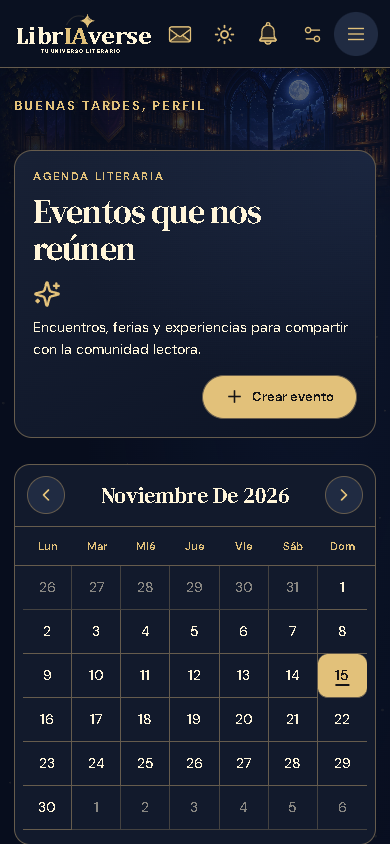 LibrIAverse
TU UNIVERSO LITERARIO
BUENAS TARDES, PERFIL
AGENDA LITERARIA
Eventos que nos
reúnen
Encuentros, ferias y experiencias para compartir
con la comunidad lectora.
Crear evento
Noviembre De 2026
Lun Mar Mié Jue Vie Sáb Dom
26 27 28 29 30 31 1
2 3 4 5 6 7 8
9 10 11 12 13 14 15
16 17 18 19 20 21 22
23 24 25 26 27 28 29
30 1 2 3 4 5 6